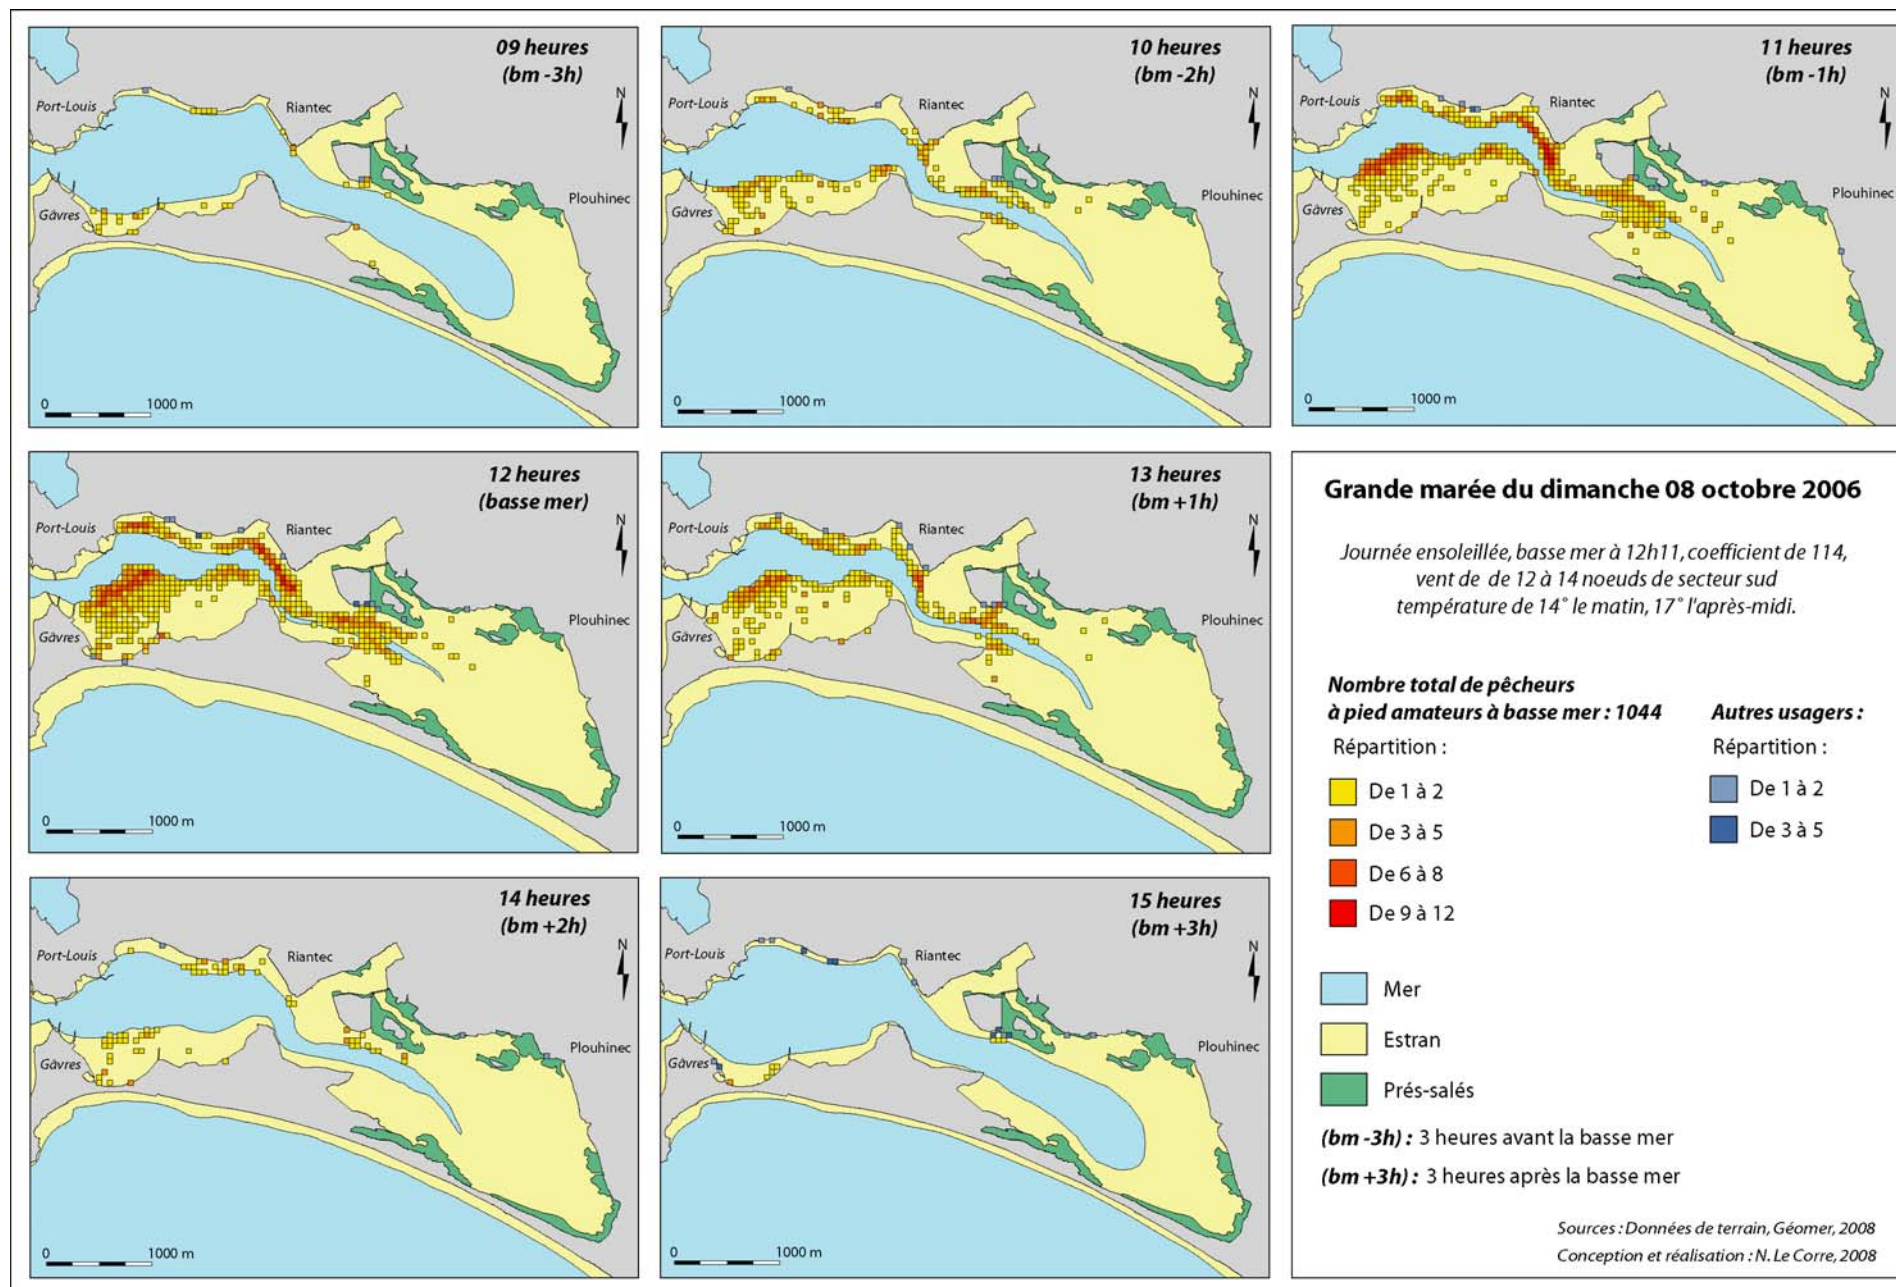 09 heures
(bm -3h)
N
Port-Louis
Riantec
Plouhinec
Gâvres
0 1000 m
10 heures
(bm -2h)
N
Port-Louis
Riantec
Plouhinec
Gâvres
0 1000 m
11 heures
(bm -1h)
N
Port-Louis
Riantec
Plouhinec
Gâvres
0 1000 m
12 heures
(basse mer)
N
Port-Louis
Riantec
Plouhinec
Gâvres
0 1000 m
13 heures
(bm +1h)
N
Port-Louis
Riantec
Plouhinec
Gâvres
0 1000 m
14 heures
(bm +2h)
N
Port-Louis
Riantec
Plouhinec
Gâvres
0 1000 m
15 heures
(bm +3h)
N
Port-Louis
Riantec
Plouhinec
Gâvres
0 1000 m
Grande marée du dimanche 08 octobre 2006
Journée ensoleillée, basse mer à 12h11, coefficient de 114,
vent de de 12 à 14 noeuds de secteur sud
température de 14° le matin, 17° l'après-midi.
Nombre total de pêcheurs
à pied amateurs à basse mer : 1044
Répartition :
De 1 à 2
De 3 à 5
De 6 à 8
De 9 à 12
Autres usagers :
Répartition :
De 1 à 2
De 3 à 5
Mer
Estran
Prés-salés
(bm -3h) : 3 heures avant la basse mer
(bm +3h) : 3 heures après la basse mer
Sources : Données de terrain, Géomer, 2008
Conception et réalisation : N. Le Corre, 2008